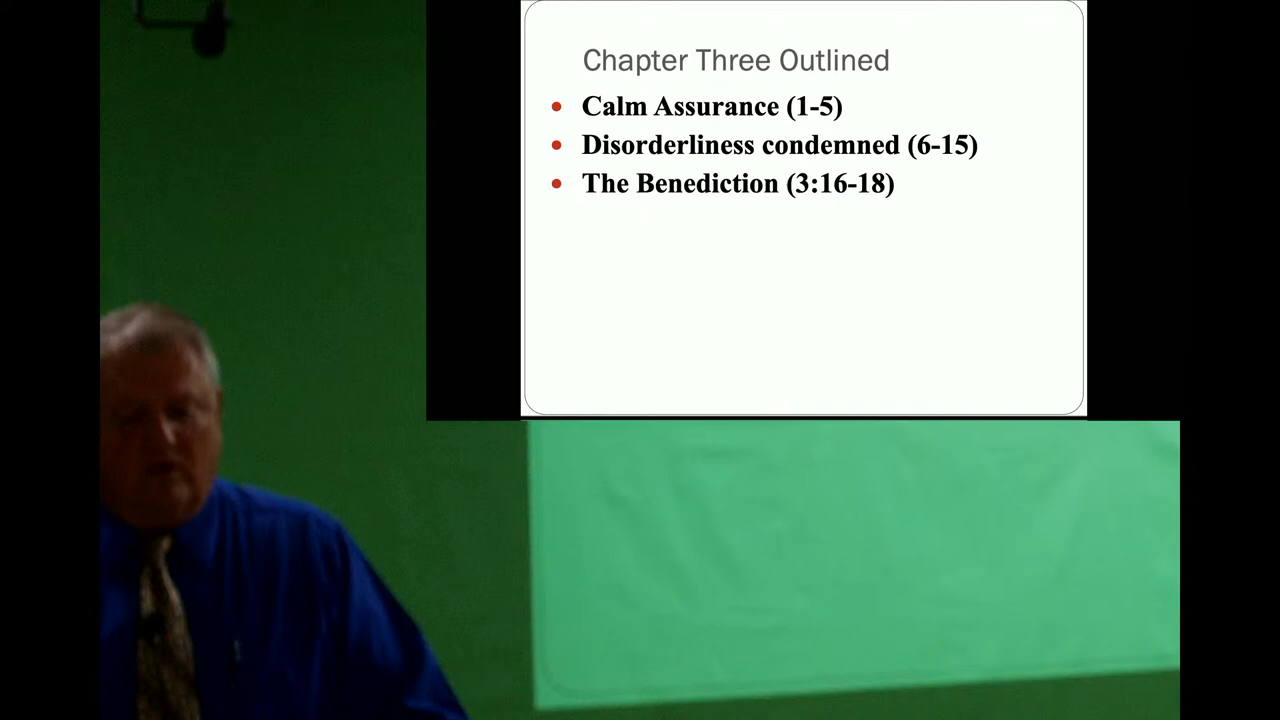 Chapter Three Outlined
• Calm Assurance (1-5)
• Disorderliness condemned (6-15)
• The Benediction (3:16-18)